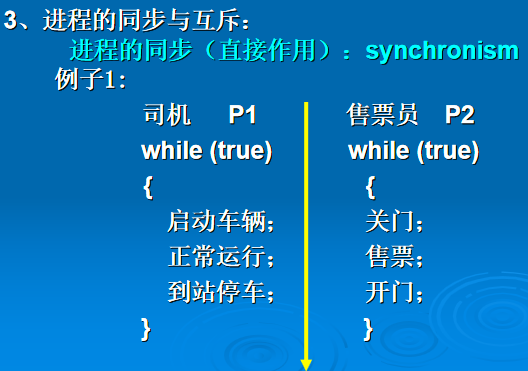 3、进程的同步与互斥：
进程的同步（直接作用）：synchronism
例子1：
司机 P1 售票员 P2
while (true) while (true)
{ {
启动车辆； 关门；
正常运行； 售票；
到站停车； 开门；
} }